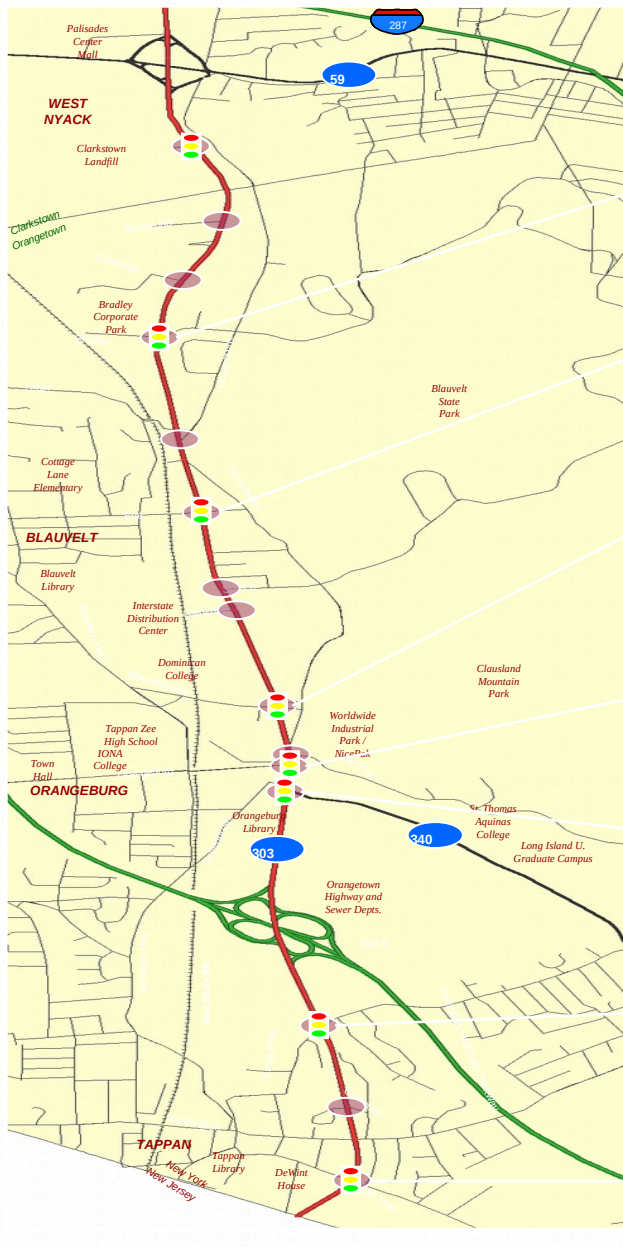 287
Palisades
Center
Mall
59
WEST
NYACK
Clarkstown
Landfill
Clarkstown
Orangetown
Bradley
Corporate
Park
Blauvelt
State
Park
Cottage
Lane
Elementary
BLAUVELT
Blauvelt
Library
Interstate
Distribution
Center
Dominican
College
Clausland
Mountain
Park
Worldwide
Industrial
Park /
NicePak
Tappan Zee
High School
IONA
College
Town
Hall
ORANGEBURG
Orangeburg
Library
St. Thomas
Aquinas
College
340
303
Long Island U.
Graduate Campus
Orangetown
Highway and
Sewer Depts.
TAPPAN
Tappan
Library
New York
New Jersey
DeWint
House